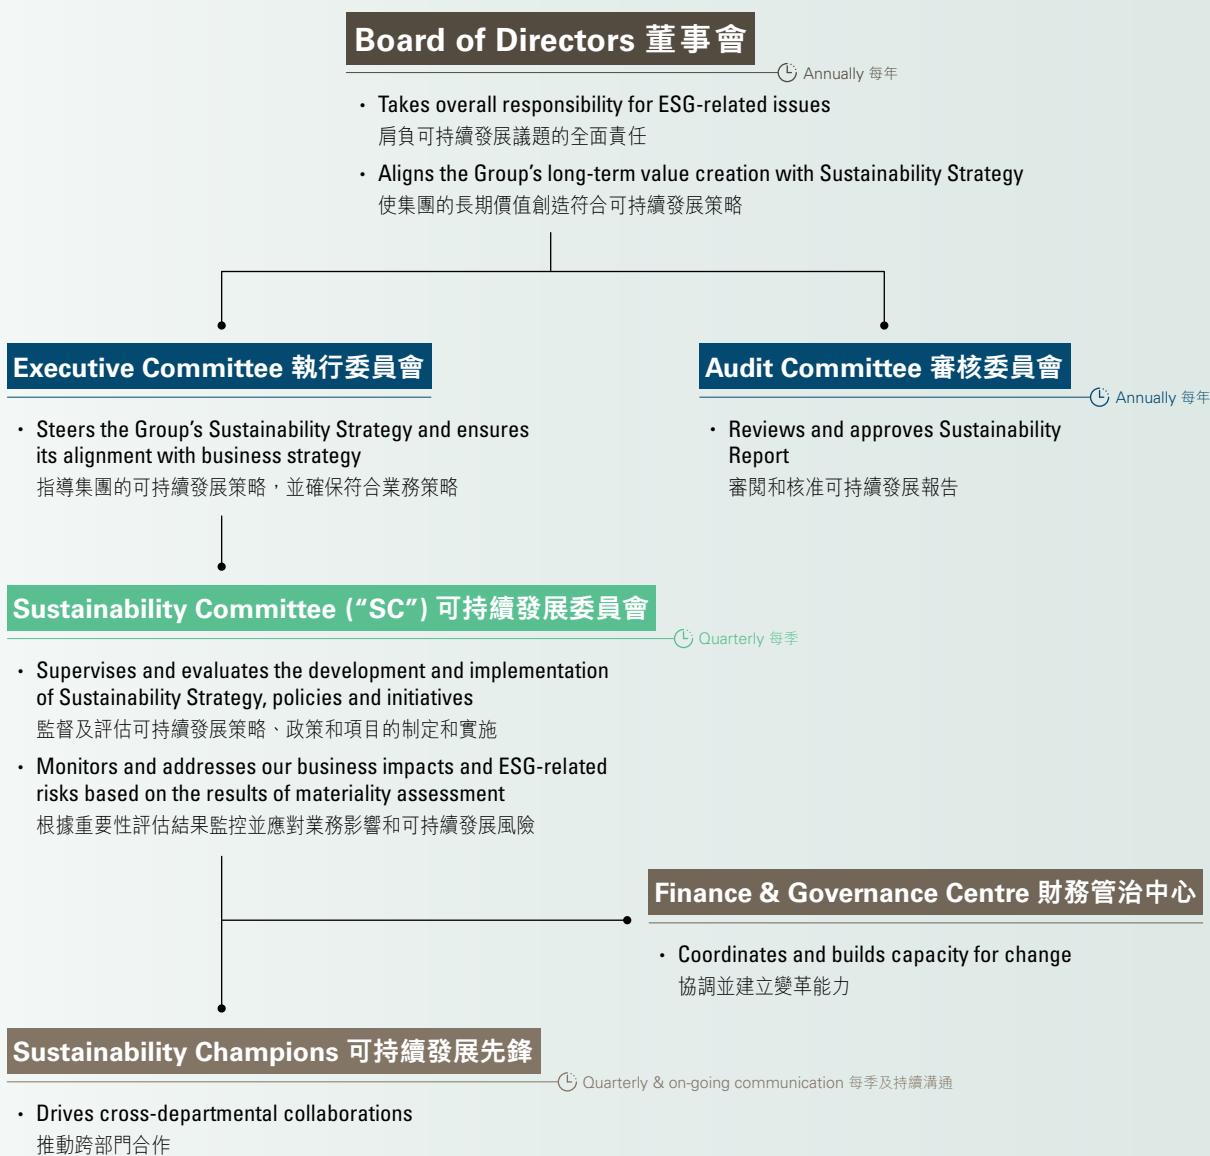 Board of Directors 董事會
Annually 每年
• Takes overall responsibility for ESG-related issues
肩負可持續發展議題的全面責任
• Aligns the Group's long-term value creation with Sustainability Strategy
使集團的長期價值創造符合可持續發展策略
Executive Committee 執行委員會
• Steers the Group's Sustainability Strategy and ensures
its alignment with business strategy
指導集團的可持續發展策略，並確保符合業務策略
Audit Committee 審核委員會
Annually 每年
• Reviews and approves Sustainability
Report
審閱和核准可持續發展報告
Sustainability Committee (“SC”) 可持續發展委員會
Quarterly 每季
• Supervises and evaluates the development and implementation
of Sustainability Strategy, policies and initiatives
監督及評估可持續發展策略、政策和項目的制定和實施
• Monitors and addresses our business impacts and ESG-related
risks based on the results of materiality assessment
根據重要性評估結果監控並應對業務影響和可持續發展風險
Finance & Governance Centre 財務管治中心
• Coordinates and builds capacity for change
協調並建立變革能力
Sustainability Champions 可持續發展先鋒
Quarterly & on-going communication 每季及持續溝通
• Drives cross-departmental collaborations
推動跨部門合作